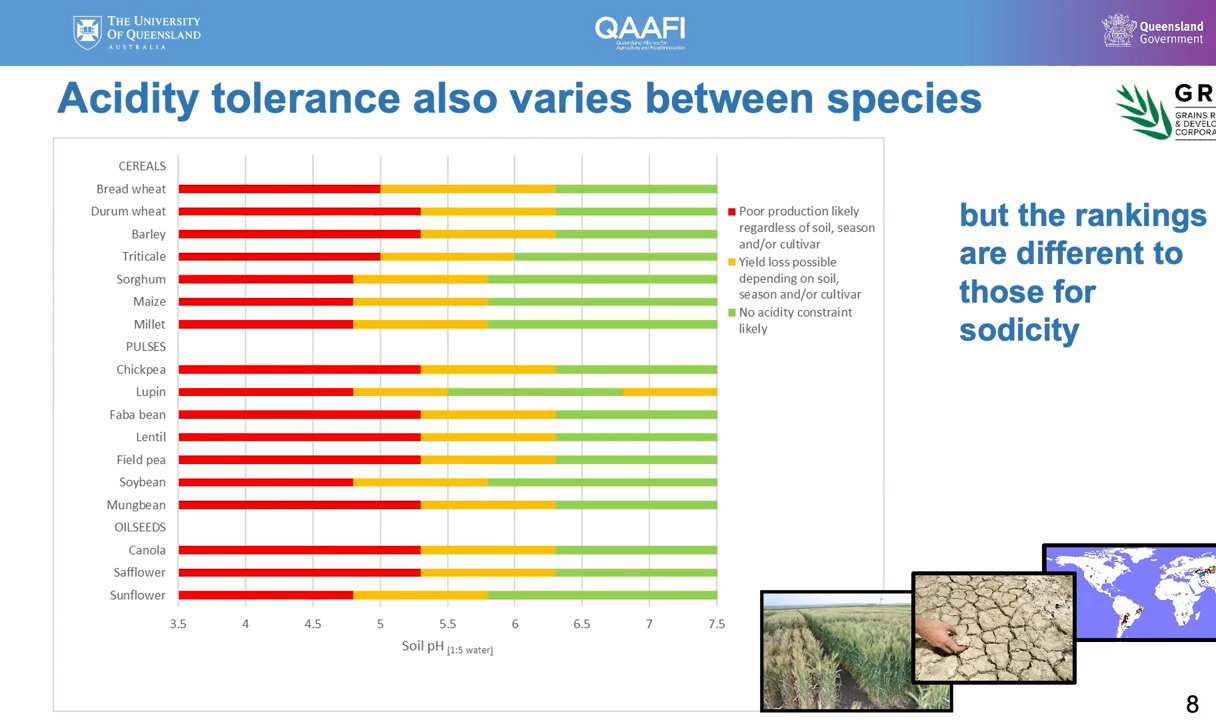 THE UNIVERSITY
OF QUEENSLAND
AUSTRALIA
QAAFI
Queensland Alliance for
Agriculture and Food Innovation
Queensland
Government
Acidity tolerance also varies between species
GR
GRAINS R
& DEVELO
CORPORA
CEREALS
Bread wheat
Durum wheat
Barley
Triticale
Sorghum
Maize
Millet
PULSES
Chickpea
Lupin
Faba bean
Lentil
Field pea
Soybean
Mungbean
OILSEEDS
Canola
Safflower
Sunflower
3.5 4 4.5 5 5.5 6 6.5 7 7.5
Soil pH [1:5 water]
Poor production likely
regardless of soil, season
and/or cultivar
Yield loss possible
depending on soil,
season and/or cultivar
No acidity constraint
likely
but the rankings
are different to
those for
sodicity
8